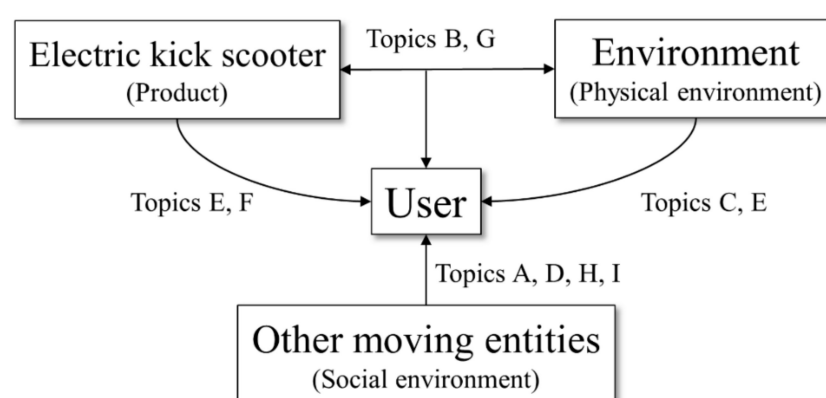 Topics B, G
Electric kick scooter
(Product)
Environment
(Physical environment)
Topics E, F
User
Topics C, E
Topics A, D, H, I
Other moving entities
(Social environment)